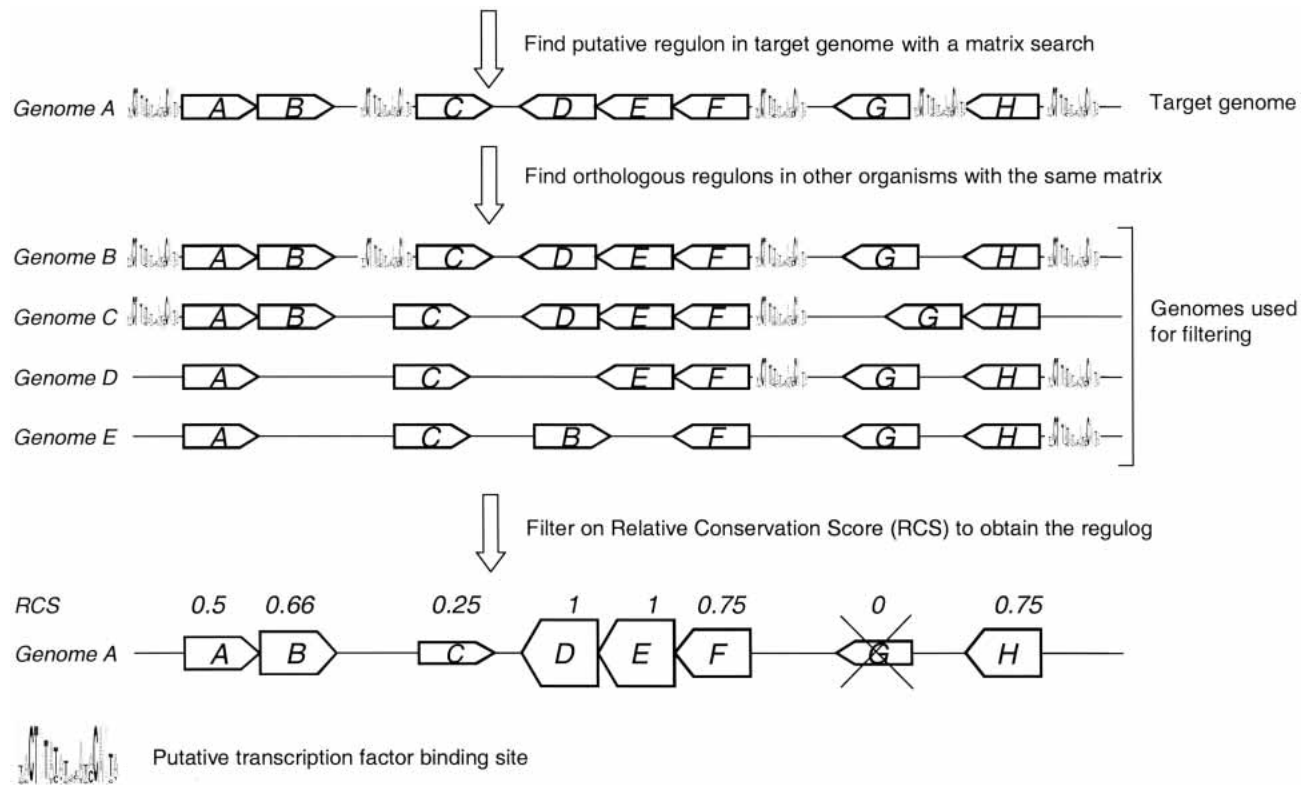 Find putative regulon in target genome with a matrix search
Genome A A B C D E F G H Target genome
Find orthologous regulons in other organisms with the same matrix
Genome B A B C D E F G H
Genome C A B C D E F G H
Genomes used
for filtering
Genome D A C E F G H
Genome E A C B F G H
Filter on Relative Conservation Score (RCS) to obtain the regulog
RCS 0.5 0.66 0.25 1 1 0.75 0 0.75
Genome A A B C D E F G H
Putative transcription factor binding site